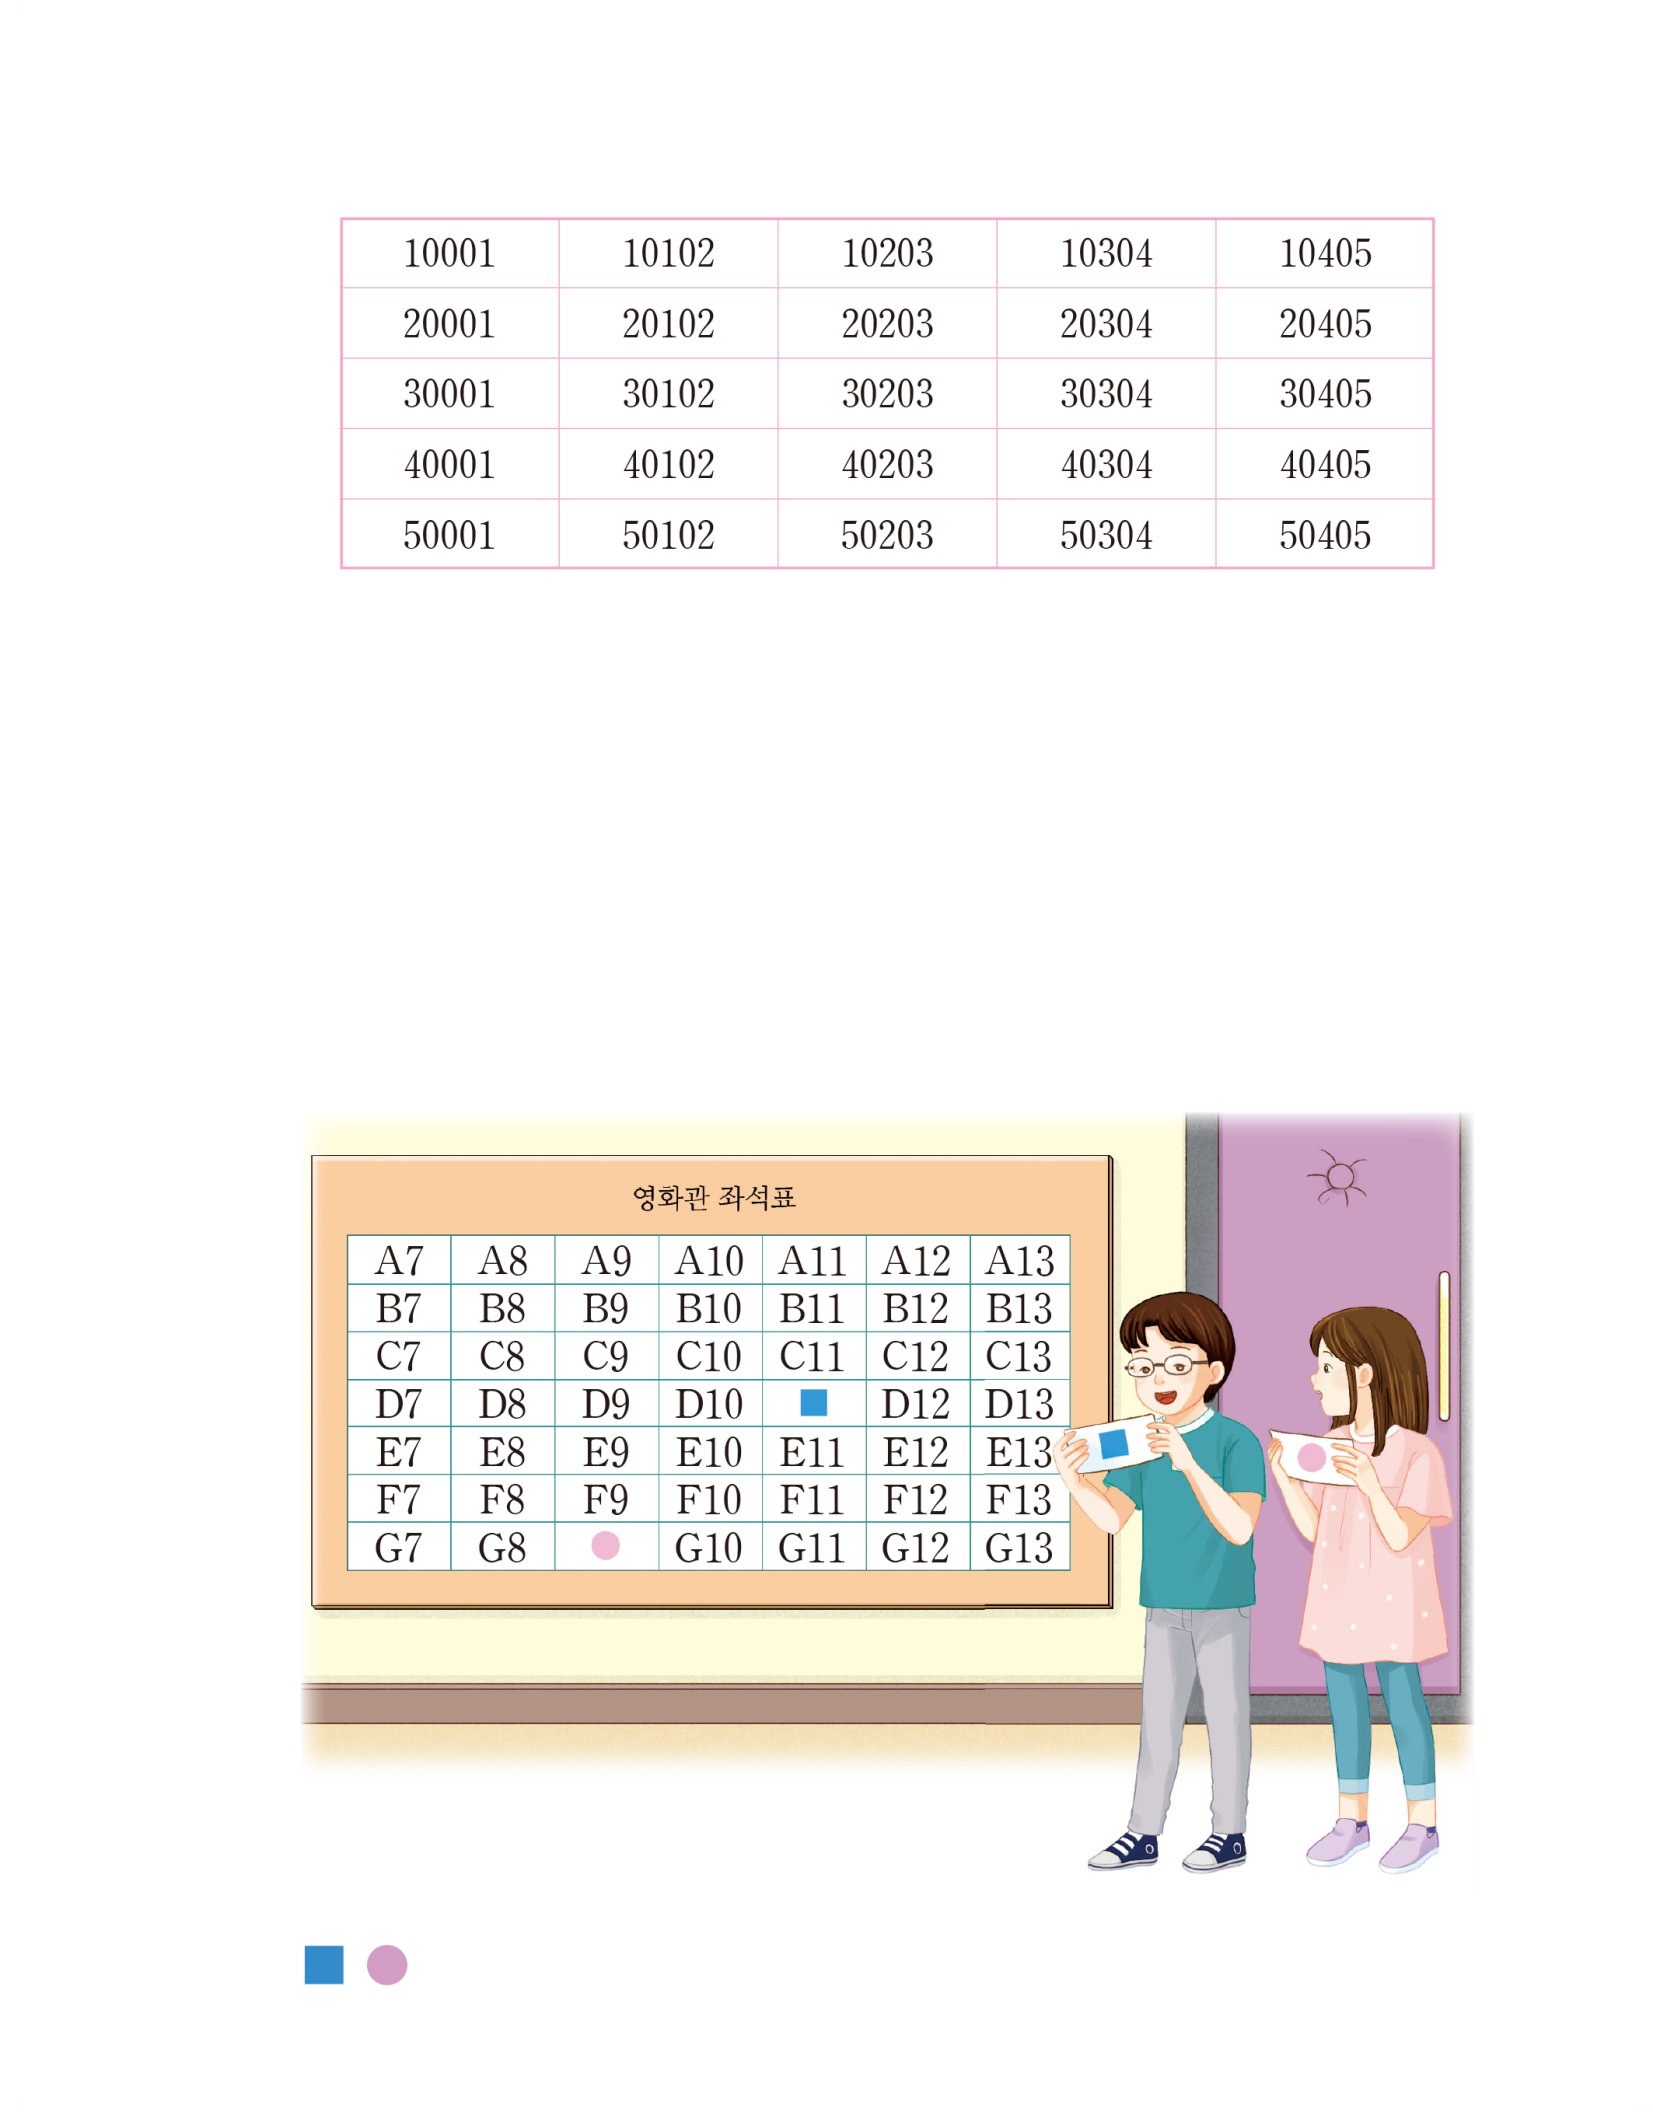 10001 10102 10203 10304 10405
20001 20102 20203 20304 20405
30001 30102 30203 30304 30405
40001 40102 40203 40304 40405
50001 50102 50203 50304 50405
영화관 좌석표
A7 A8 A9 A10 A11 A12 A13
B7 B8 B9 B10 B11 B12 B13
C7 C8 C9 C10 C11 C12 C13
D7 D8 D9 D10 D12 D13
E7 E8 E9 E10 E11 E12 E13
F7 F8 F9 F10 F11 F12 F13
G7 G8 G10 G11 G12 G13